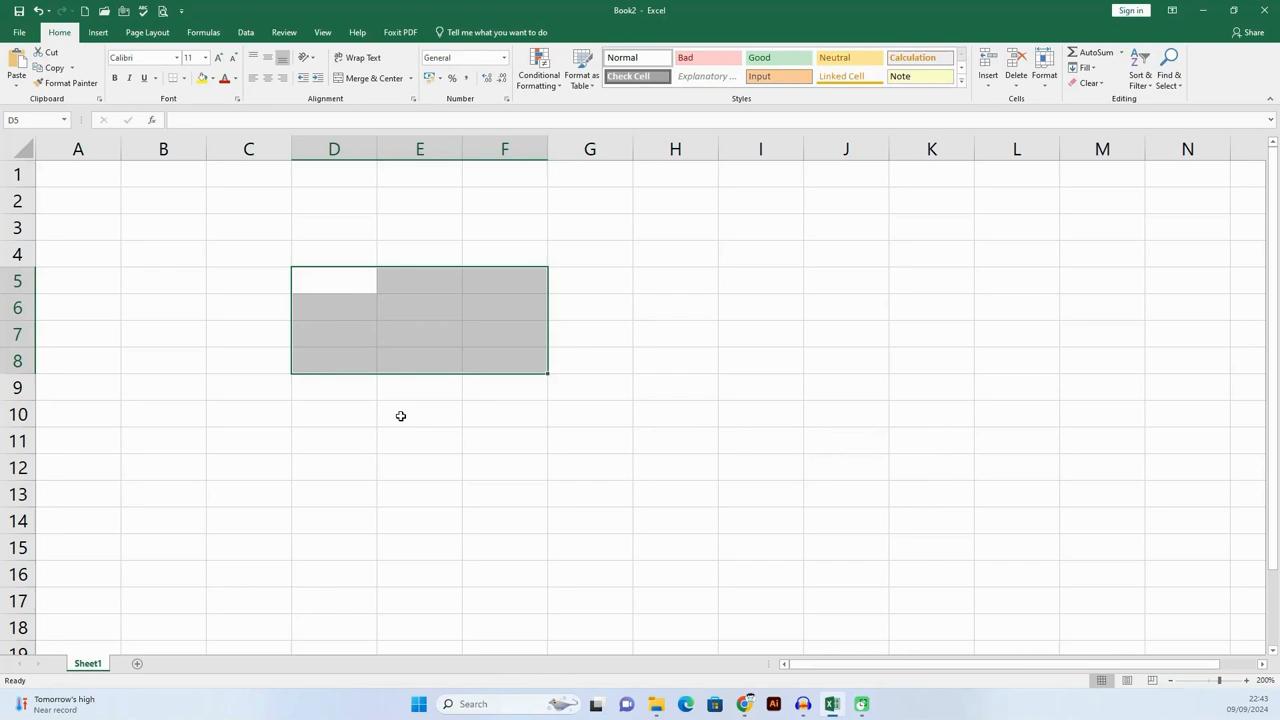 Book2 - Excel
Sign in
File Home Insert Page Layout Formulas Data Review View Help Foxit PDF Tell me what you want to do
Share
Paste
Cut
Copy
Format Painter
Clipboard
Calibri 11
B I U
Font
Wrap Text
Merge & Center
Alignment
General
Number
Conditional Formatting
Format as Table
Normal Bad Good Neutral Calculation
Check Cell Explanatory ... Input Linked Cell Note
Styles
Insert Delete Format
Cells
AutoSum
Fill
Clear
Sort & Filter
Find & Select
Editing
D5
fx
A B C D E F G H I J K L M N
1
2
3
4
5
6
7
8
9
10
11
12
13
14
15
16
17
18
19
Sheet1
Ready
200%
Tomorrow's high
Near record
Search
Ai
22:43
09/09/2024